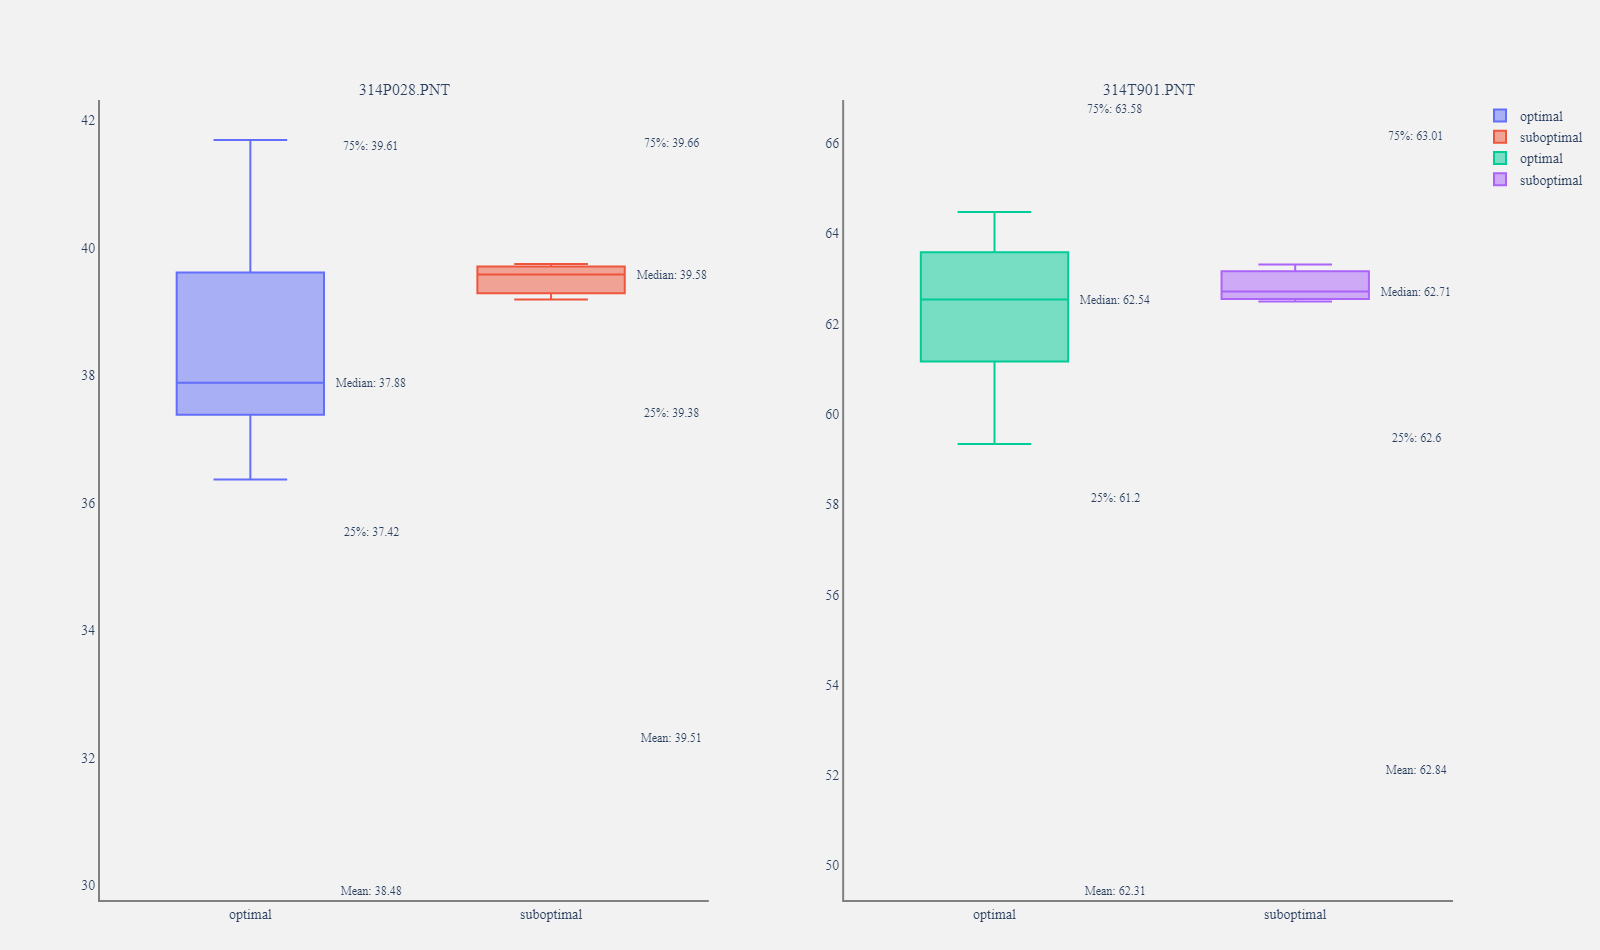 314P028.PNT
42
40
38
36
34
32
30
75%: 39.61
75%: 39.66
Median: 39.58
Median: 37.88
25%: 39.38
25%: 37.42
Mean: 39.51
Mean: 38.48
optimal
suboptimal
314T901.PNT
66
64
62
60
58
56
54
52
50
75%: 63.58
75%: 63.01
Median: 62.71
Median: 62.54
25%: 62.6
25%: 61.2
Mean: 62.84
Mean: 62.31
optimal
suboptimal
optimal
suboptimal
optimal
suboptimal